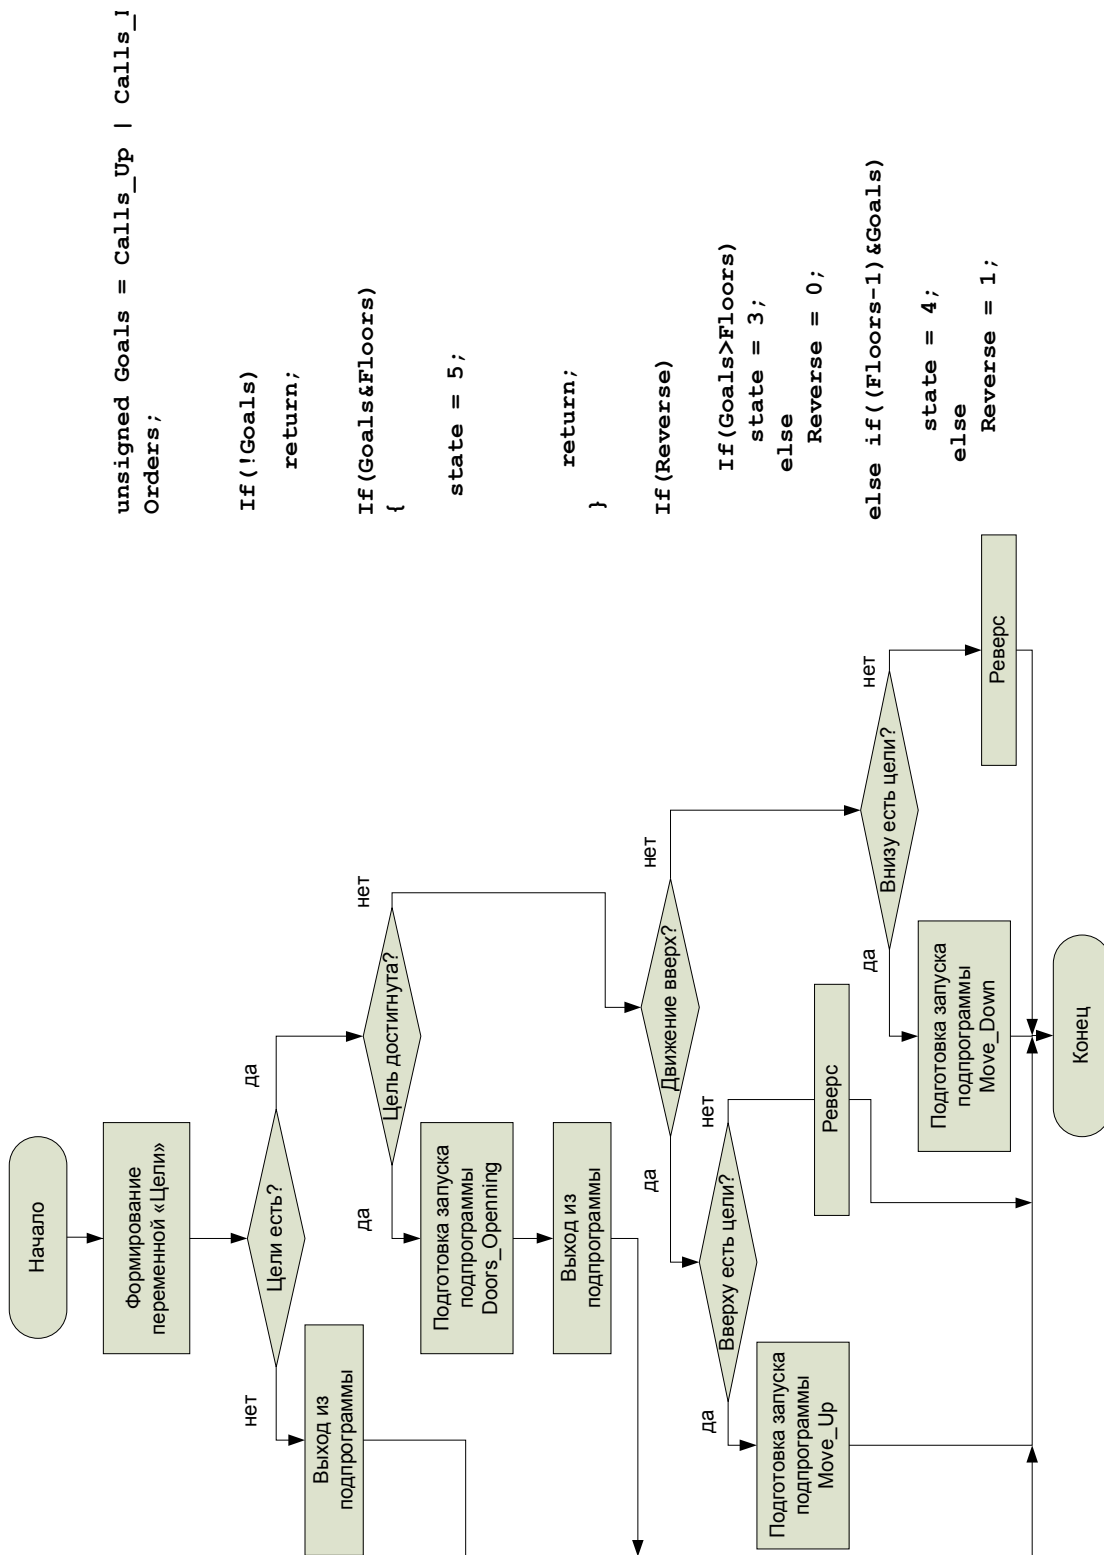 Начало
Формирование
переменной «Цели»
Цели есть?
нет
да
Выход из
подпрограммы
Цель достигнута?
да
нет
Подготовка запуска
подпрограммы
Doors_Openning
Выход из
подпрограммы
Движение вверх?
да
нет
Вверху есть цели?
да
нет
Подготовка запуска
подпрограммы
Move_Up
Реверс
Внизу есть цели?
да
нет
Подготовка запуска
подпрограммы
Move_Down
Реверс
Конец
unsigned Goals = Calls_Up | Calls_
Orders;
If(!Goals)
return;
If(Goals&Floors)
{
state = 5;
return;
}
If(Reverse)
If(Goals>Floors)
state = 3;
else
Reverse = 0;
else if((Floors-1)&Goals)
state = 4;
else
Reverse = 1;